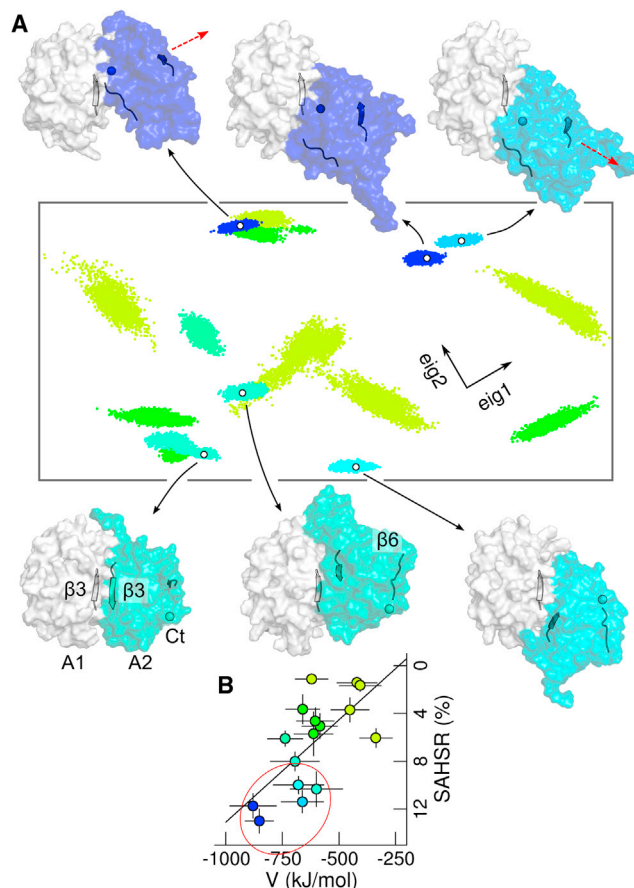 A
eig2
eig1
β3
β3
β6
Ct
A1
A2
B
0
4
8
12
SAHSR (%)
-1000
-750
-500
-250
V (kJ/mol)